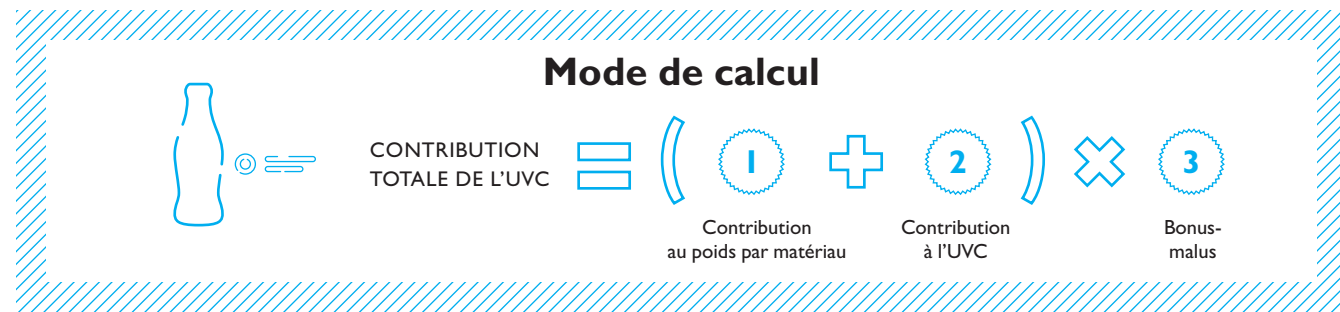 Mode de calcul
CONTRIBUTION
TOTALE DE L'UVC
1
2
3
Contribution
au poids par matériau
Contribution
à l'UVC
Bonus-
malus